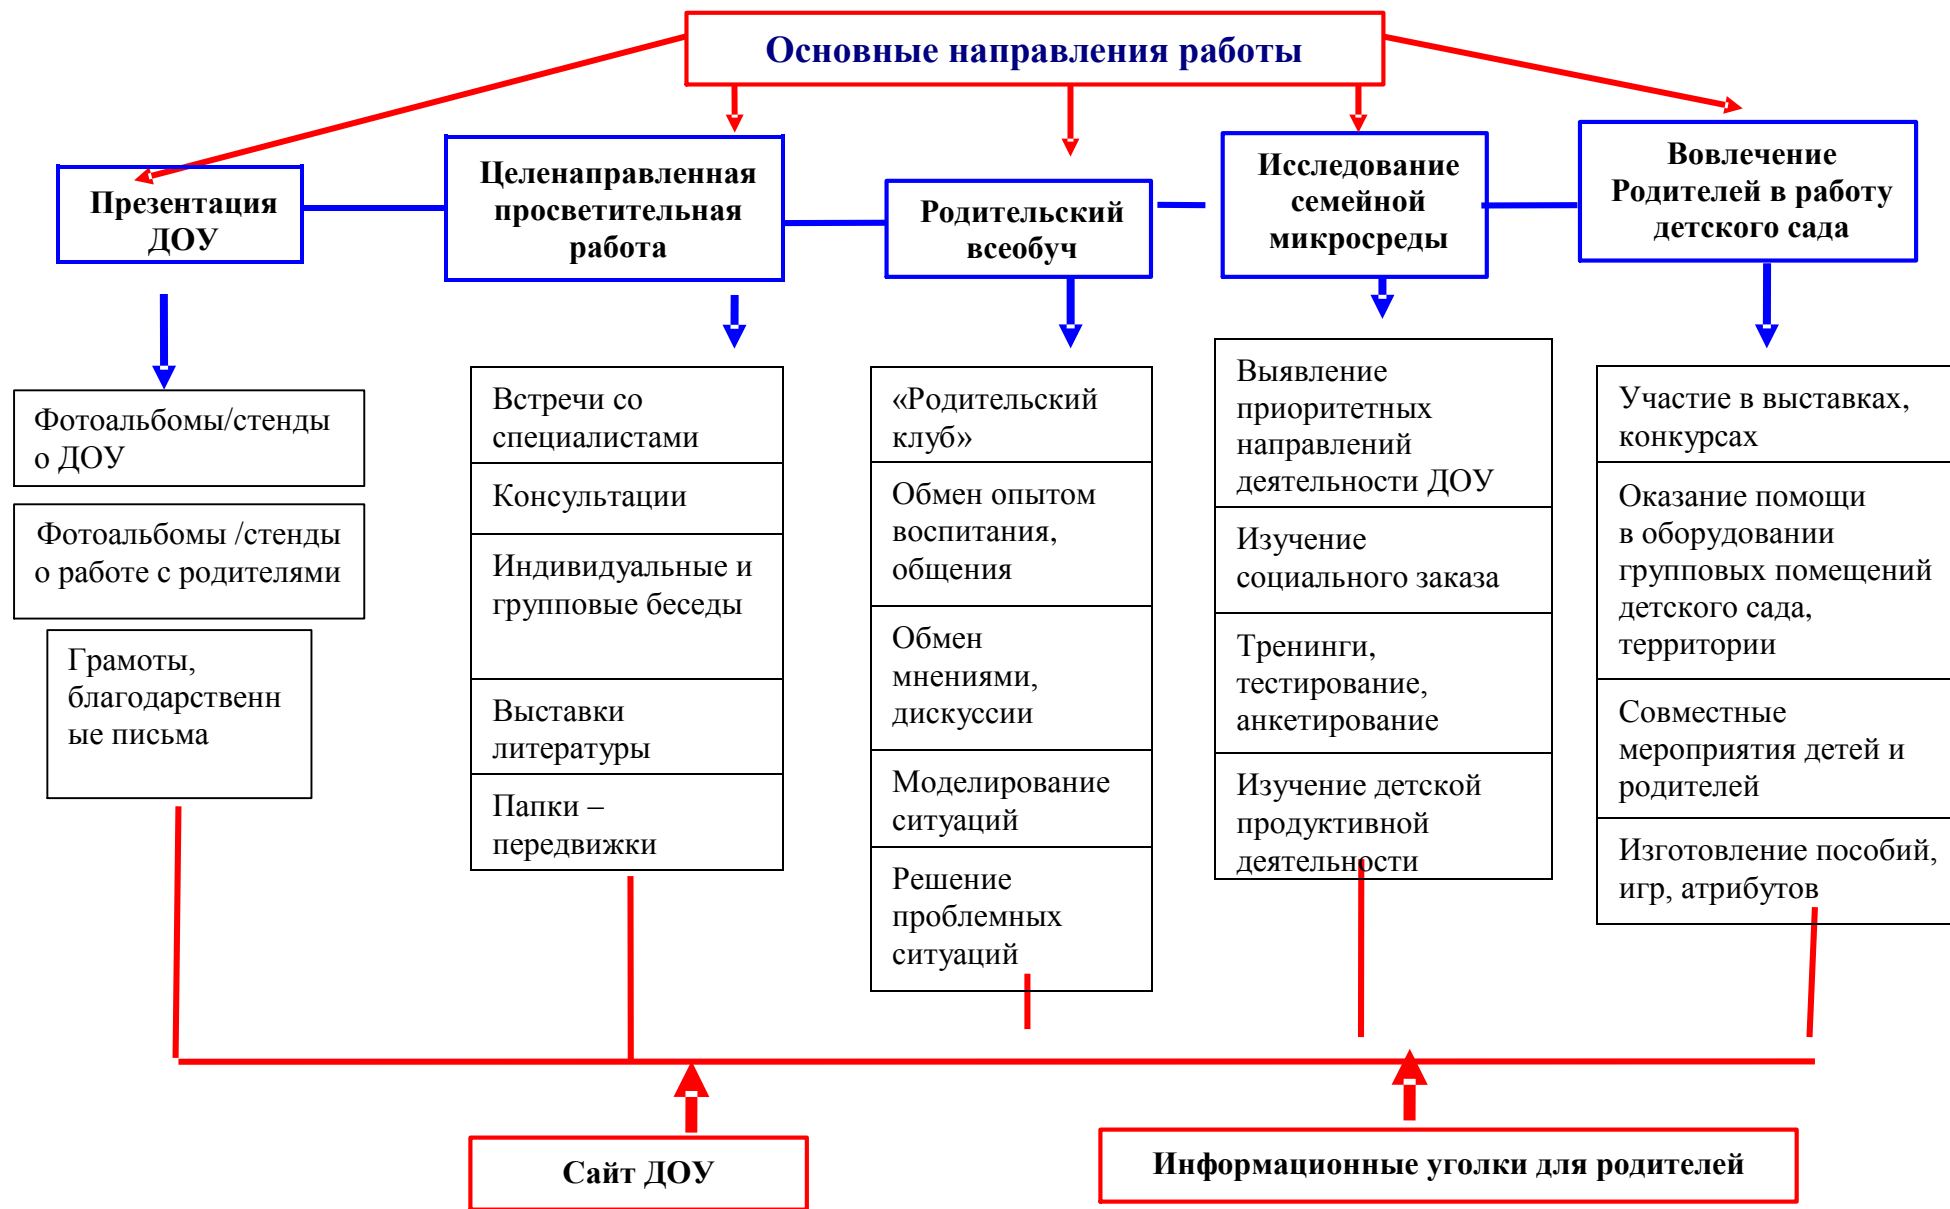 Основные направления работы
Презентация
ДОУ
Целенаправленная
просветительная
работа
Родительский
всеобуч
Исследование
семейной
микросреды
Вовлечение
Родителей в работу
детского сада
Фотоальбомы/стенды
о ДОУ
Фотоальбомы /стенды
о работе с родителями
Грамоты,
благодарственн
ые письма
Встречи со
специалистами
Консультации
Индивидуальные и
групповые беседы
Выставки
литературы
Папки –
передвижки
«Родительский
клуб»
Обмен опытом
воспитания,
общения
Обмен
мнениями,
дискуссии
Моделирование
ситуаций
Решение
проблемных
ситуаций
Выявление
приоритетных
направлений
деятельности ДОУ
Изучение
социального заказа
Тренинги,
тестирование,
анкетирование
Изучение детской
продуктивной
деятельности
Участие в выставках,
конкурсах
Оказание помощи
в оборудовании
групповых помещений
детского сада,
территории
Совместные
мероприятия детей и
родителей
Изготовление пособий,
игр, атрибутов
Сайт ДОУ
Информационные уголки для родителей